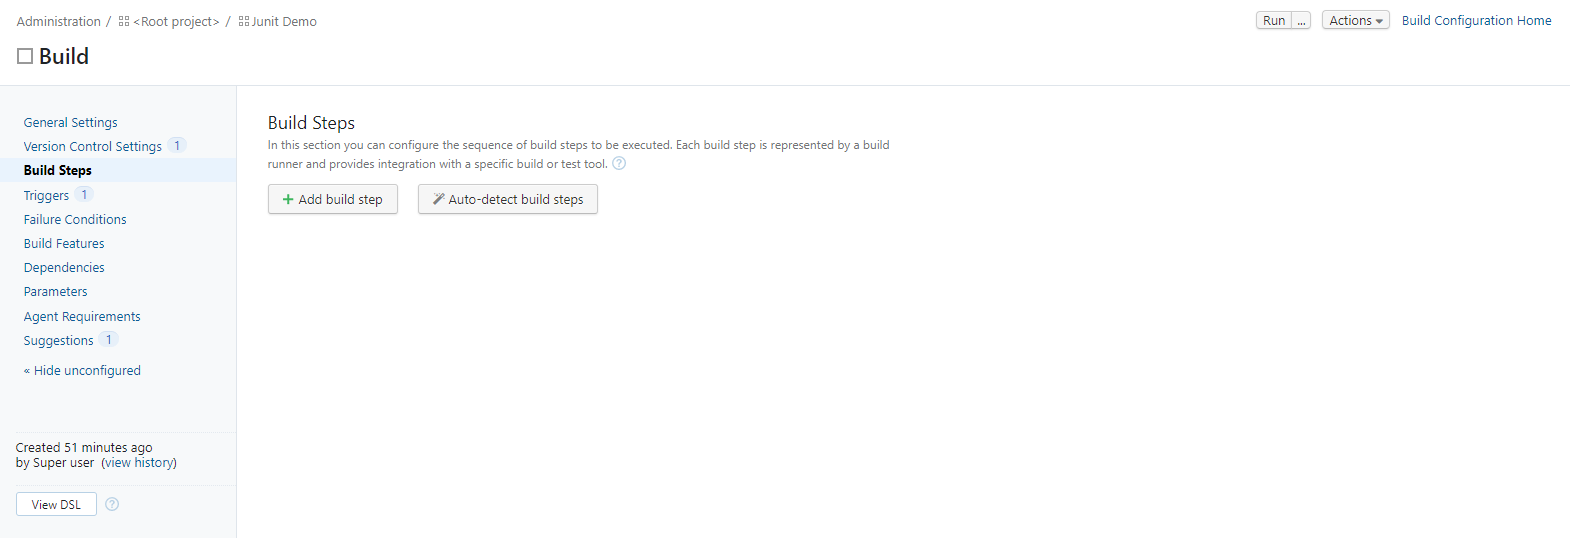 Administration / <Root project> / Junit Demo
Run ... Actions Build Configuration Home
Build
General Settings
Version Control Settings 1
Build Steps
Triggers 1
Failure Conditions
Build Features
Dependencies
Parameters
Agent Requirements
Suggestions 1
« Hide unconfigured
Created 51 minutes ago
by Super user (view history)
View DSL ?
Build Steps
In this section you can configure the sequence of build steps to be executed. Each build step is represented by a build
runner and provides integration with a specific build or test tool. ?
+ Add build step Auto-detect build steps